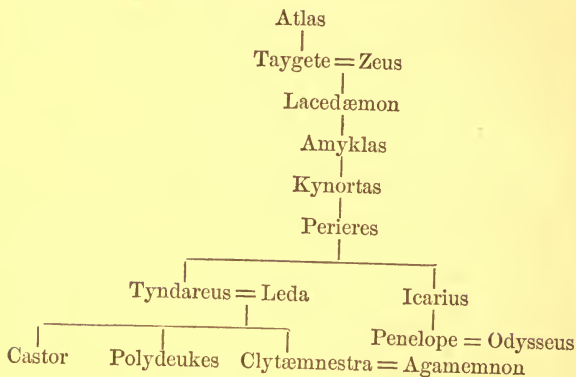 Atlas
Taygete = Zeus
Lacedæmon
Amyklas
Kynortas
Perieres
Tyndareus = Leda Icarius
Penelope = Odysseus
Castor Polydeukes Clytæmnestra = Agamemnon